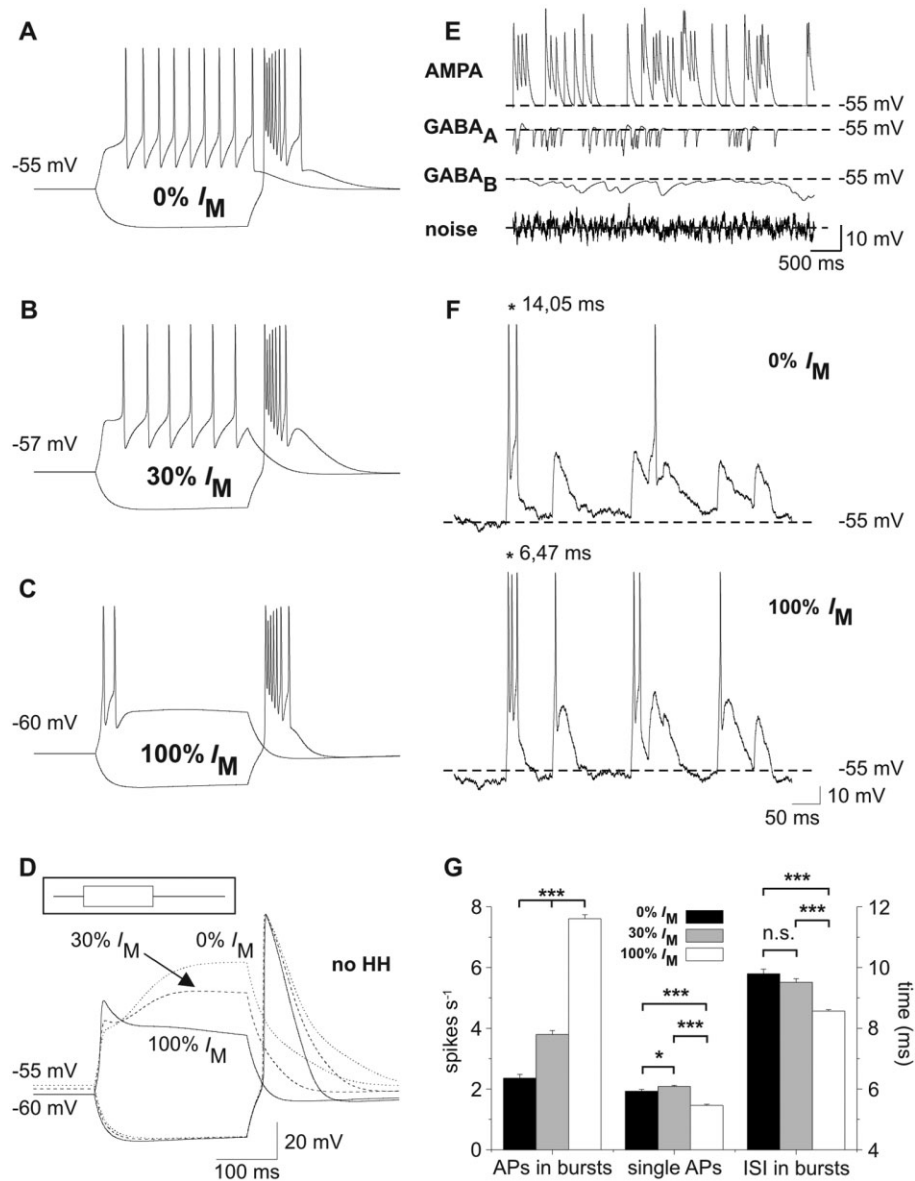 A
-55 mV
0% IM
B
-57 mV
30% IM
C
-60 mV
100% IM
D
30% IM
0% IM
no HH
100% IM
-55 mV
-60 mV
20 mV
100 ms
E
AMPA
-55 mV
GABAA
-55 mV
GABAB
-55 mV
noise
10 mV
500 ms
F
* 14,05 ms
0% IM
-55 mV
* 6,47 ms
100% IM
-55 mV
10 mV
50 ms
G
8
6
4
2
0
spikes s-1
***
0% IM
30% IM
100% IM
***
***
*
***
***
n.s.
12
10
8
6
4
time (ms)
APs in bursts
single APs
ISI in bursts